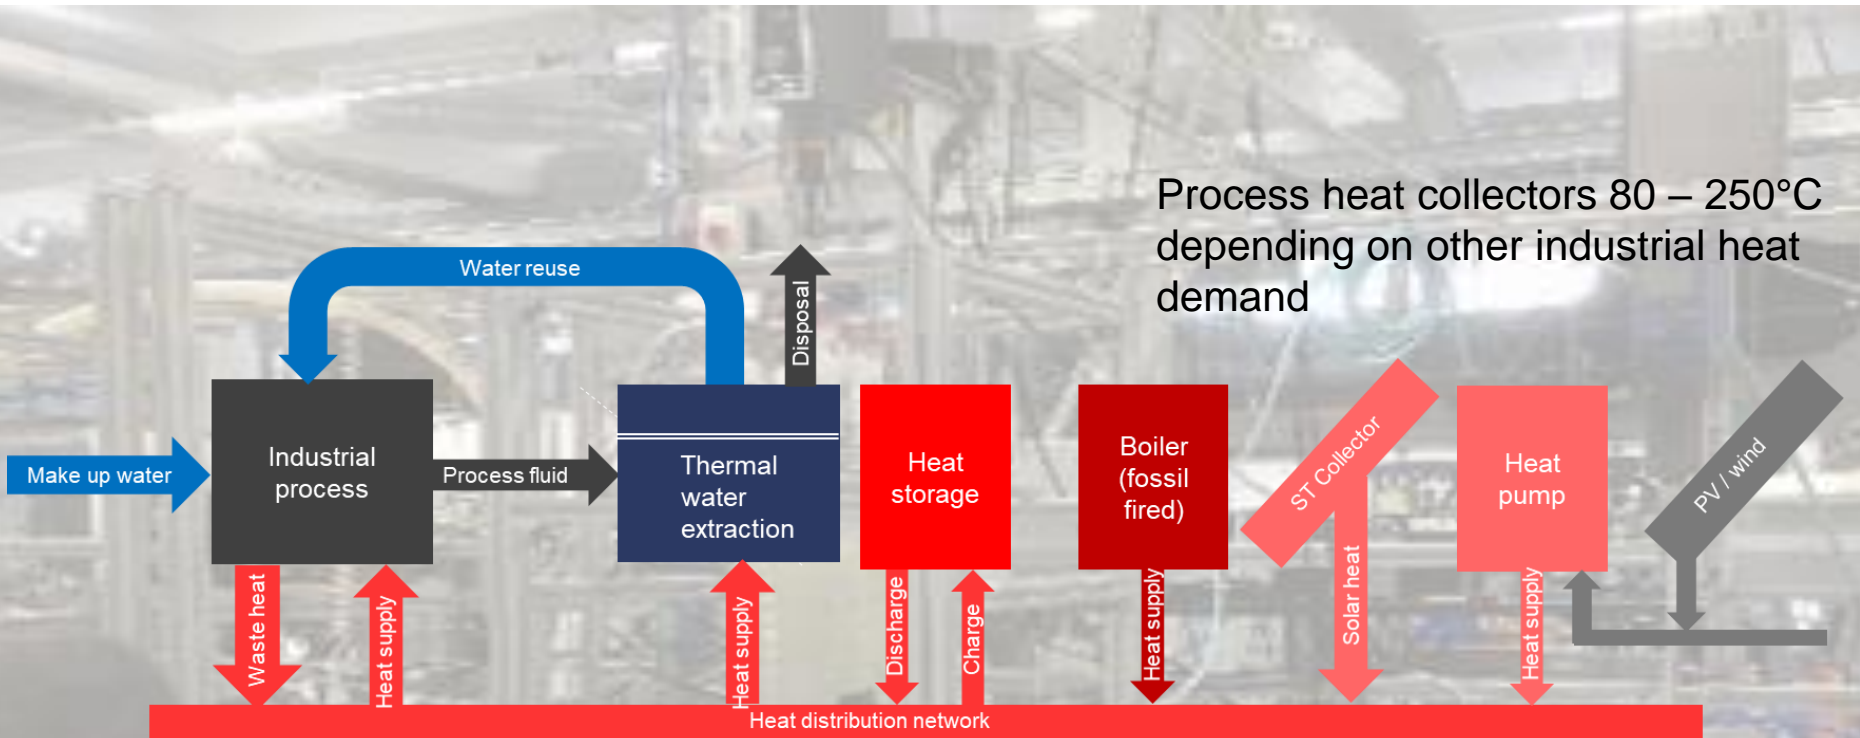 Process heat collectors 80 – 250°C
depending on other industrial heat
demand
Water reuse
Disposal
Make up water
Industrial
process
Process fluid
Thermal
water
extraction
Heat
storage
Boiler
(fossil
fired)
ST Collector
Heat
pump
PV / wind
Waste heat
Heat supply
Heat supply
Discharge
Charge
Heat supply
Solar heat
Heat supply
Heat distribution network